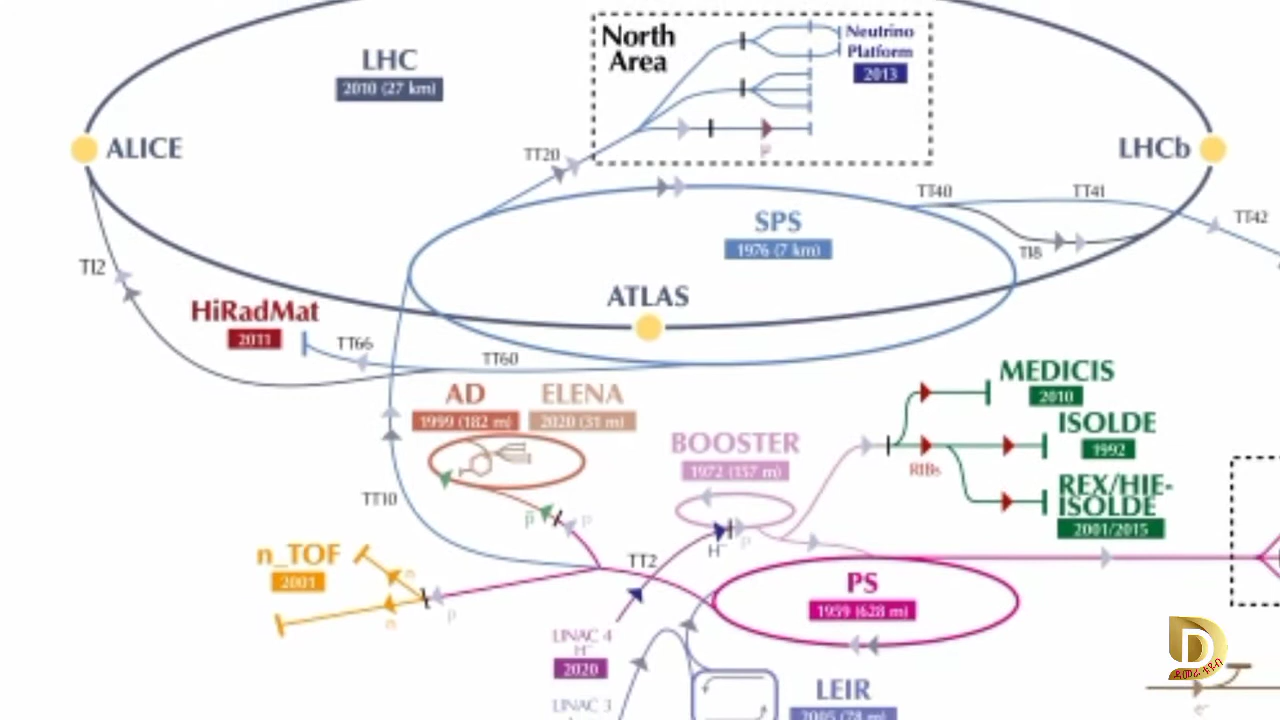 North
Area
Neutrino
Platform
2013
LHC
2010 (27 km)
ALICE
LHCb
TT20
TT40
TT41
TT42
SPS
1976 (7 km)
TI8
TI2
ATLAS
HiRadMat
2011
TT66
TT60
AD
1999 (182 m)
ELENA
2020 (31 m)
MEDICIS
2010
ISOLDE
1992
RIBs
REX/HIE-
ISOLDE
2001/2015
BOOSTER
1972 (157 m)
TT10
p̄
p
H⁻
p
n_TOF
2001
n
n
p
TT2
PS
1959 (628 m)
LINAC 4
H⁻
2020
LINAC 3
LEIR
2005 (78 m)